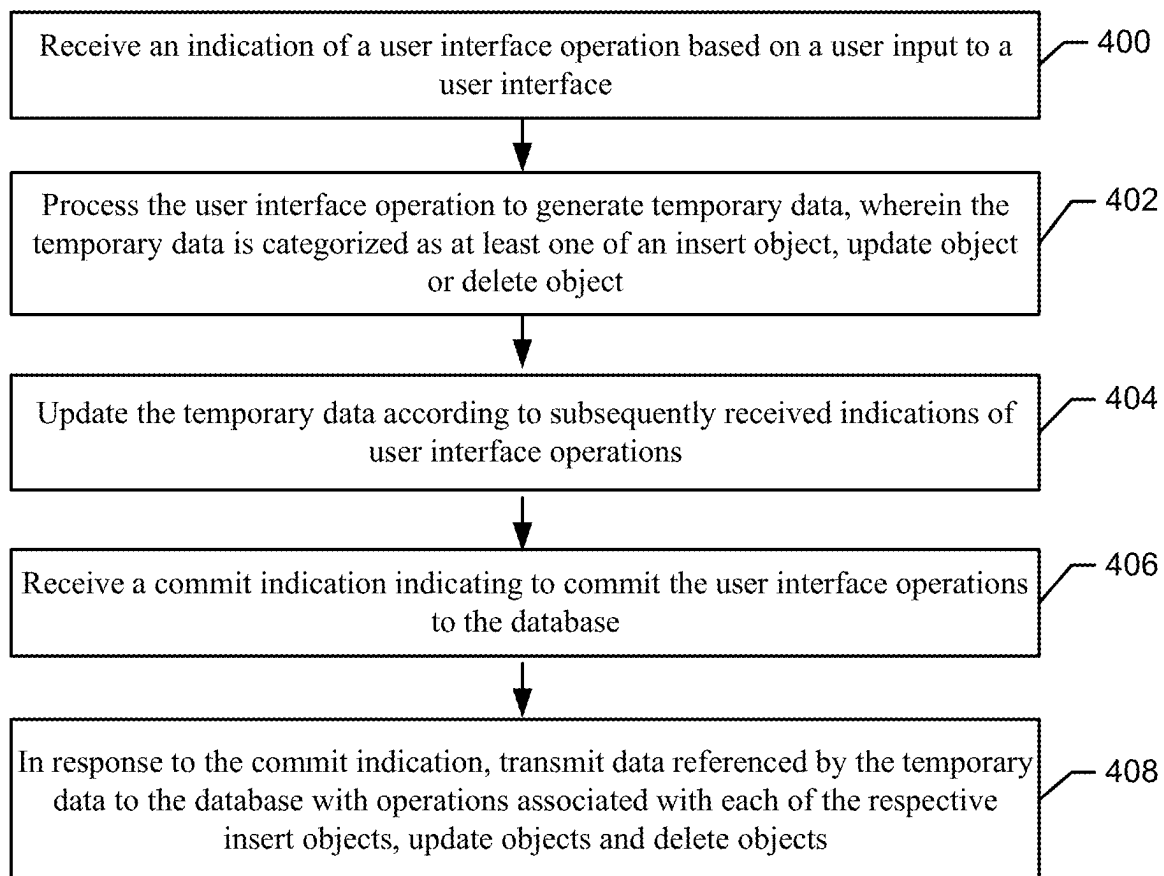 Receive an indication of a user interface operation based on a user input to a
user interface
400
Process the user interface operation to generate temporary data, wherein the
temporary data is categorized as at least one of an insert object, update object
or delete object
402
Update the temporary data according to subsequently received indications of
user interface operations
404
Receive a commit indication indicating to commit the user interface operations
to the database
406
In response to the commit indication, transmit data referenced by the temporary
data to the database with operations associated with each of the respective
insert objects, update objects and delete objects
408